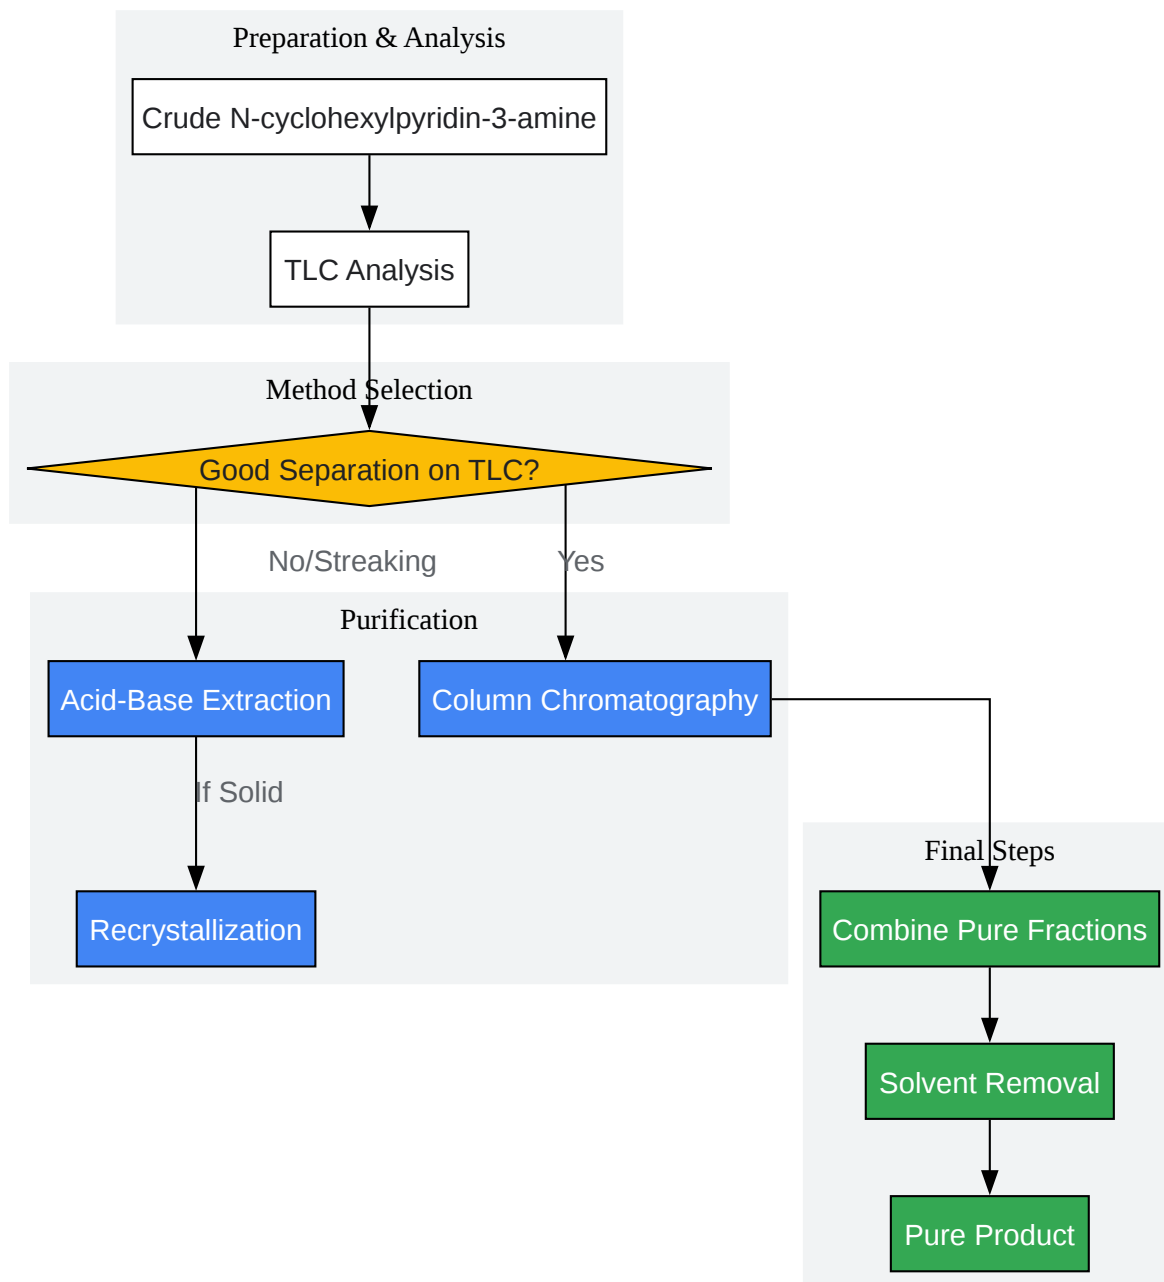 Preparation & Analysis
Crude N-cyclohexylpyridin-3-amine
TLC Analysis
Method Selection
Good Separation on TLC?
No/Streaking
Yes
Purification
Acid-Base Extraction
Column Chromatography
If Solid
Final Steps
Recrystallization
Combine Pure Fractions
Solvent Removal
Pure Product